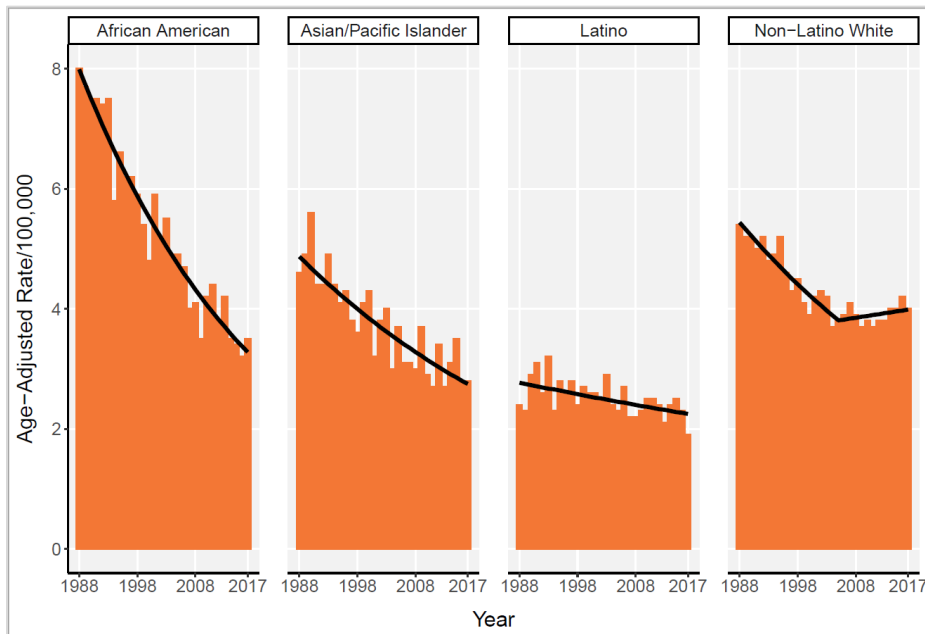 African American
Asian/Pacific Islander
Latino
Non−Latino White
8
6
4
2
0
Age−Adjusted Rate/100,000
1988 1998 2008 2017
1988 1998 2008 2017
1988 1998 2008 2017
1988 1998 2008 2017
Year